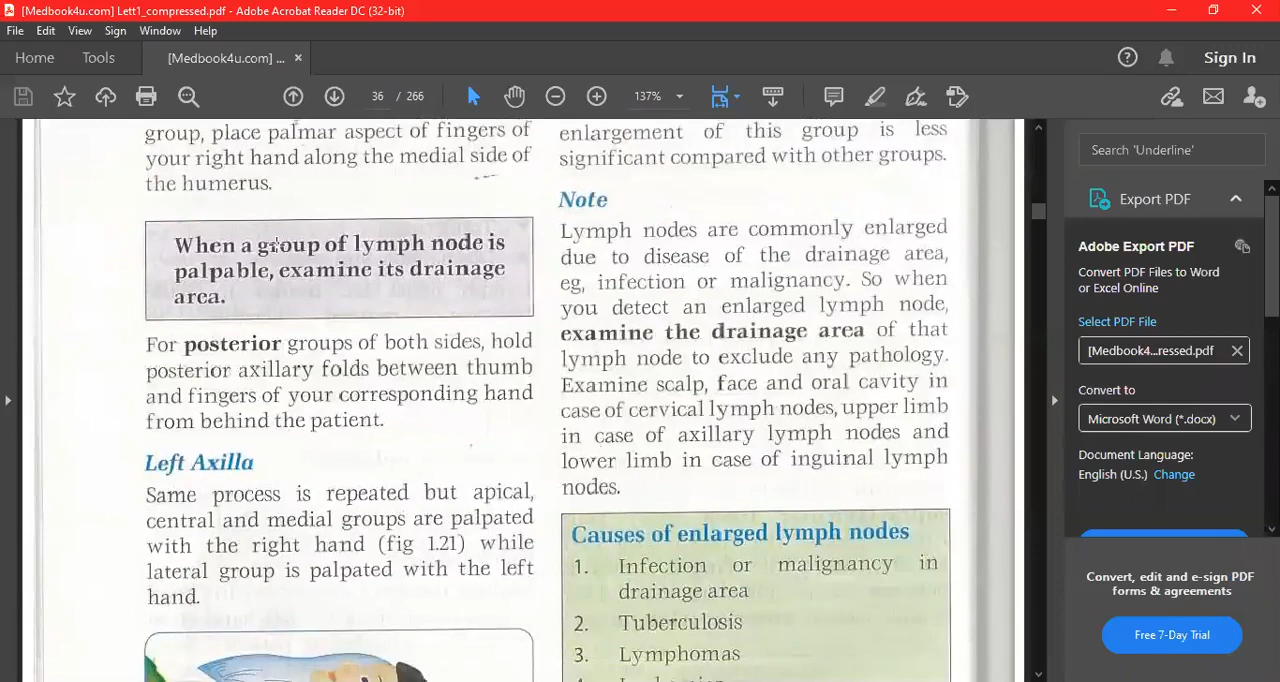 [Medbook4u.com] Lett1_compressed.pdf - Adobe Acrobat Reader DC (32-bit)
File Edit View Sign Window Help
Home Tools [Medbook4u.com] ... × Sign In
36 / 266 137%
group, place palmar aspect of fingers of
your right hand along the medial side of
the humerus.
When a group of lymph node is
palpable, examine its drainage
area.
For posterior groups of both sides, hold
posterior axillary folds between thumb
and fingers of your corresponding hand
from behind the patient.
Left Axilla
Same process is repeated but apical,
central and medial groups are palpated
with the right hand (fig 1.21) while
lateral group is palpated with the left
hand.
enlargement of this group is less
significant compared with other groups.
Note
Lymph nodes are commonly enlarged
due to disease of the drainage area,
eg, infection or malignancy. So when
you detect an enlarged lymph node,
examine the drainage area of that
lymph node to exclude any pathology.
Examine scalp, face and oral cavity in
case of cervical lymph nodes, upper limb
in case of axillary lymph nodes and
lower limb in case of inguinal lymph
nodes.
Causes of enlarged lymph nodes
1. Infection or malignancy in
drainage area
2. Tuberculosis
3. Lymphomas
Search 'Underline'
Export PDF
Adobe Export PDF
Convert PDF Files to Word
or Excel Online
Select PDF File
[Medbook4...ressed.pdf
Convert to
Microsoft Word (*.docx)
Document Language:
English (U.S.) Change
Convert, edit and e-sign PDF
forms & agreements
Free 7-Day Trial